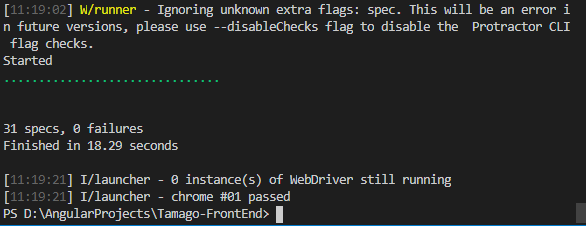 [11:19:02] W/runner - Ignoring unknown extra flags: spec. This will be an error i
n future versions, please use --disableChecks flag to disable the  Protractor CLI
 flag checks.
Started
...............................
31 specs, 0 failures
Finished in 18.29 seconds
[11:19:21] I/launcher - 0 instance(s) of WebDriver still running
[11:19:21] I/launcher - chrome #01 passed
PS D:\AngularProjects\Tamago-FrontEnd>